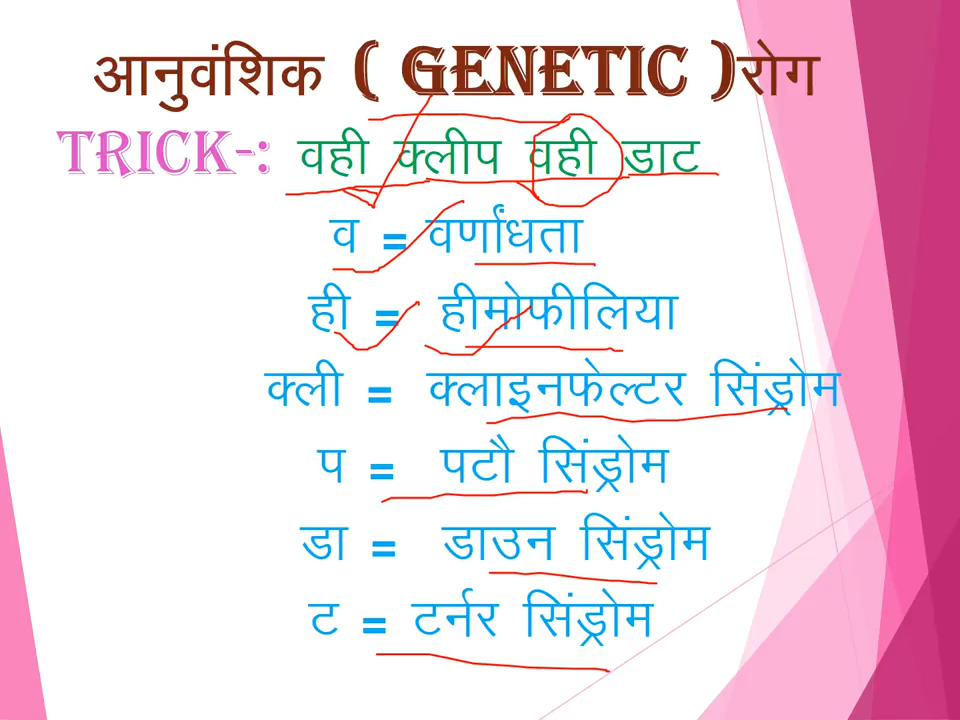 आनुवंशिक ( GENETIC )रोग
TRICK-: वही क्लीप वही डाट
व = वर्णांधता
ही = हीमोफीलिया
क्ली = क्लाइनफेल्टर सिंड्रोम
प = पटौ सिंड्रोम
डा = डाउन सिंड्रोम
ट = टर्नर सिंड्रोम